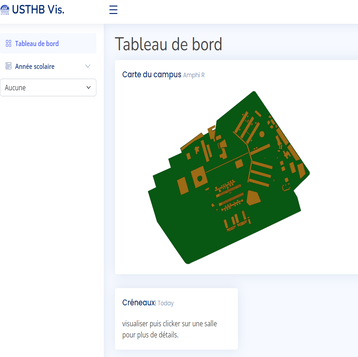 USTHB Vis.
Tableau de bord
Année scolaire
Aucune
Tableau de bord
Carte du campus Amphi R
Créneaux| Today
visualiser puis clicker sur une salle
pour plus de détails.